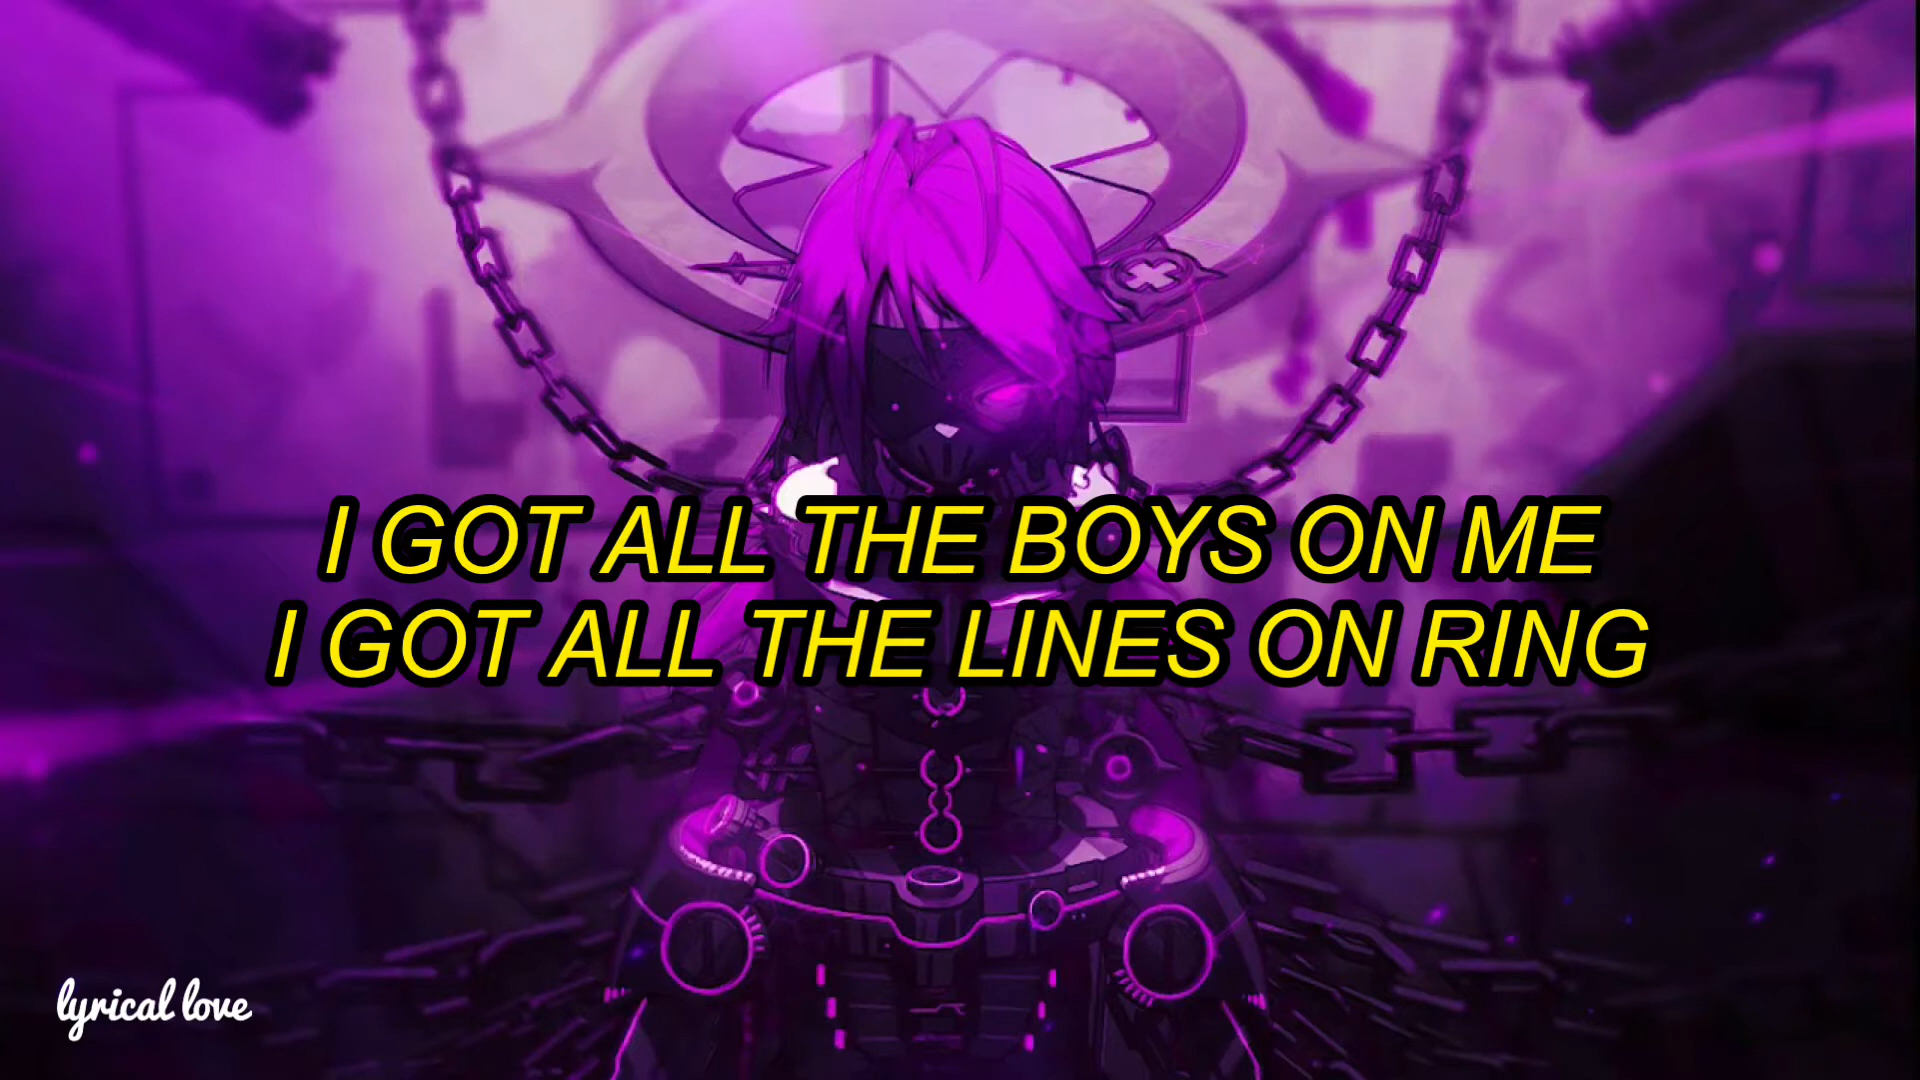 I GOT ALL THE BOYS ON ME
I GOT ALL THE LINES ON RING
lyrical love